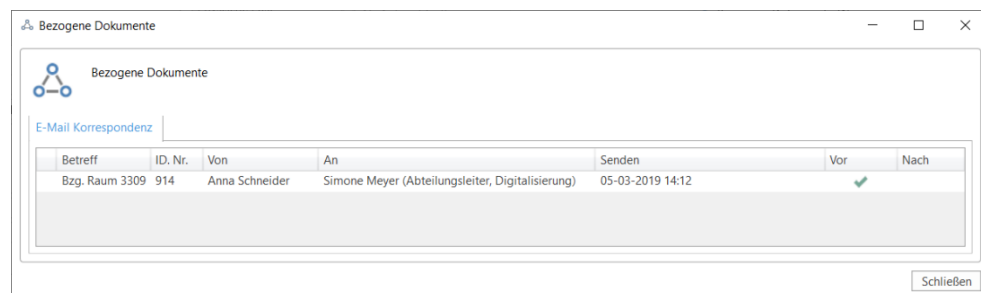 Bezogene Dokumente
Bezogene Dokumente
E-Mail Korrespondenz
Betreff ID. Nr. Von An Senden Vor Nach
Bzg. Raum 3309 914 Anna Schneider Simone Meyer (Abteilungsleiter, Digitalisierung) 05-03-2019 14:12
Schließen